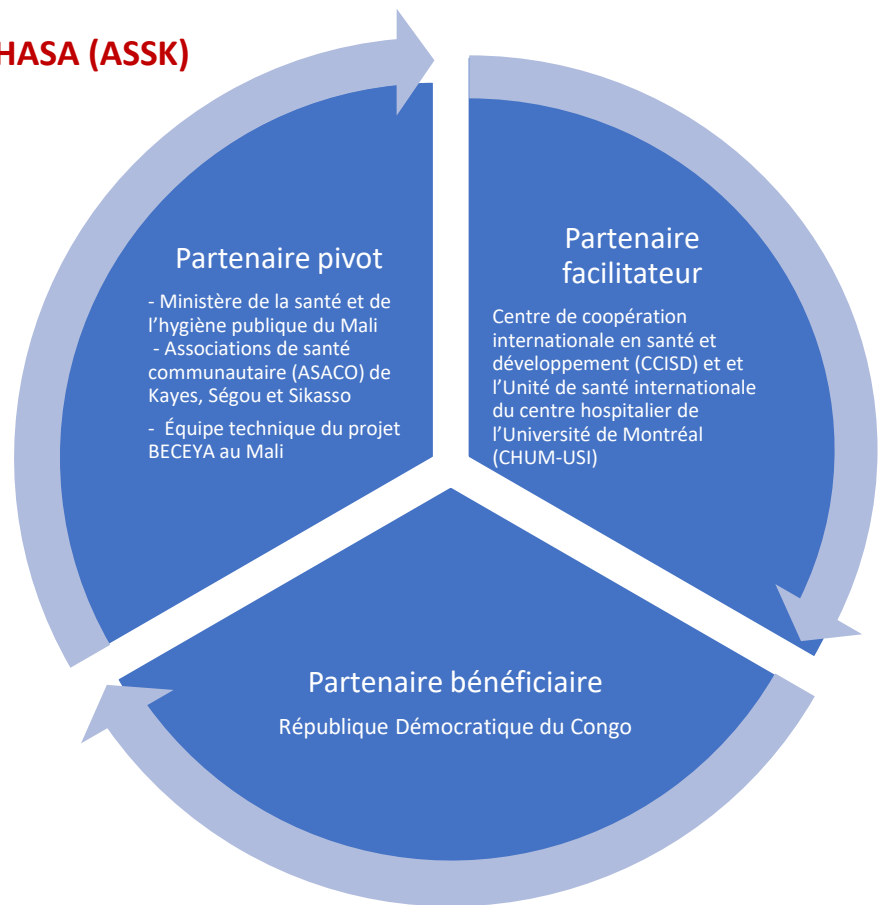 HASA (ASSK)
Partenaire pivot
- Ministère de la santé et de
l'hygiène publique du Mali
- Associations de santé
communautaire (ASACO) de
Kayes, Ségou et Sikasso
- Équipe technique du projet
BECEYA au Mali
Partenaire
facilitateur
Centre de coopération
internationale en santé et
développement (CCISD) et et
l'Unité de santé internationale
du centre hospitalier de
l'Université de Montréal
(CHUM-USI)
Partenaire bénéficiaire
République Démocratique du Congo